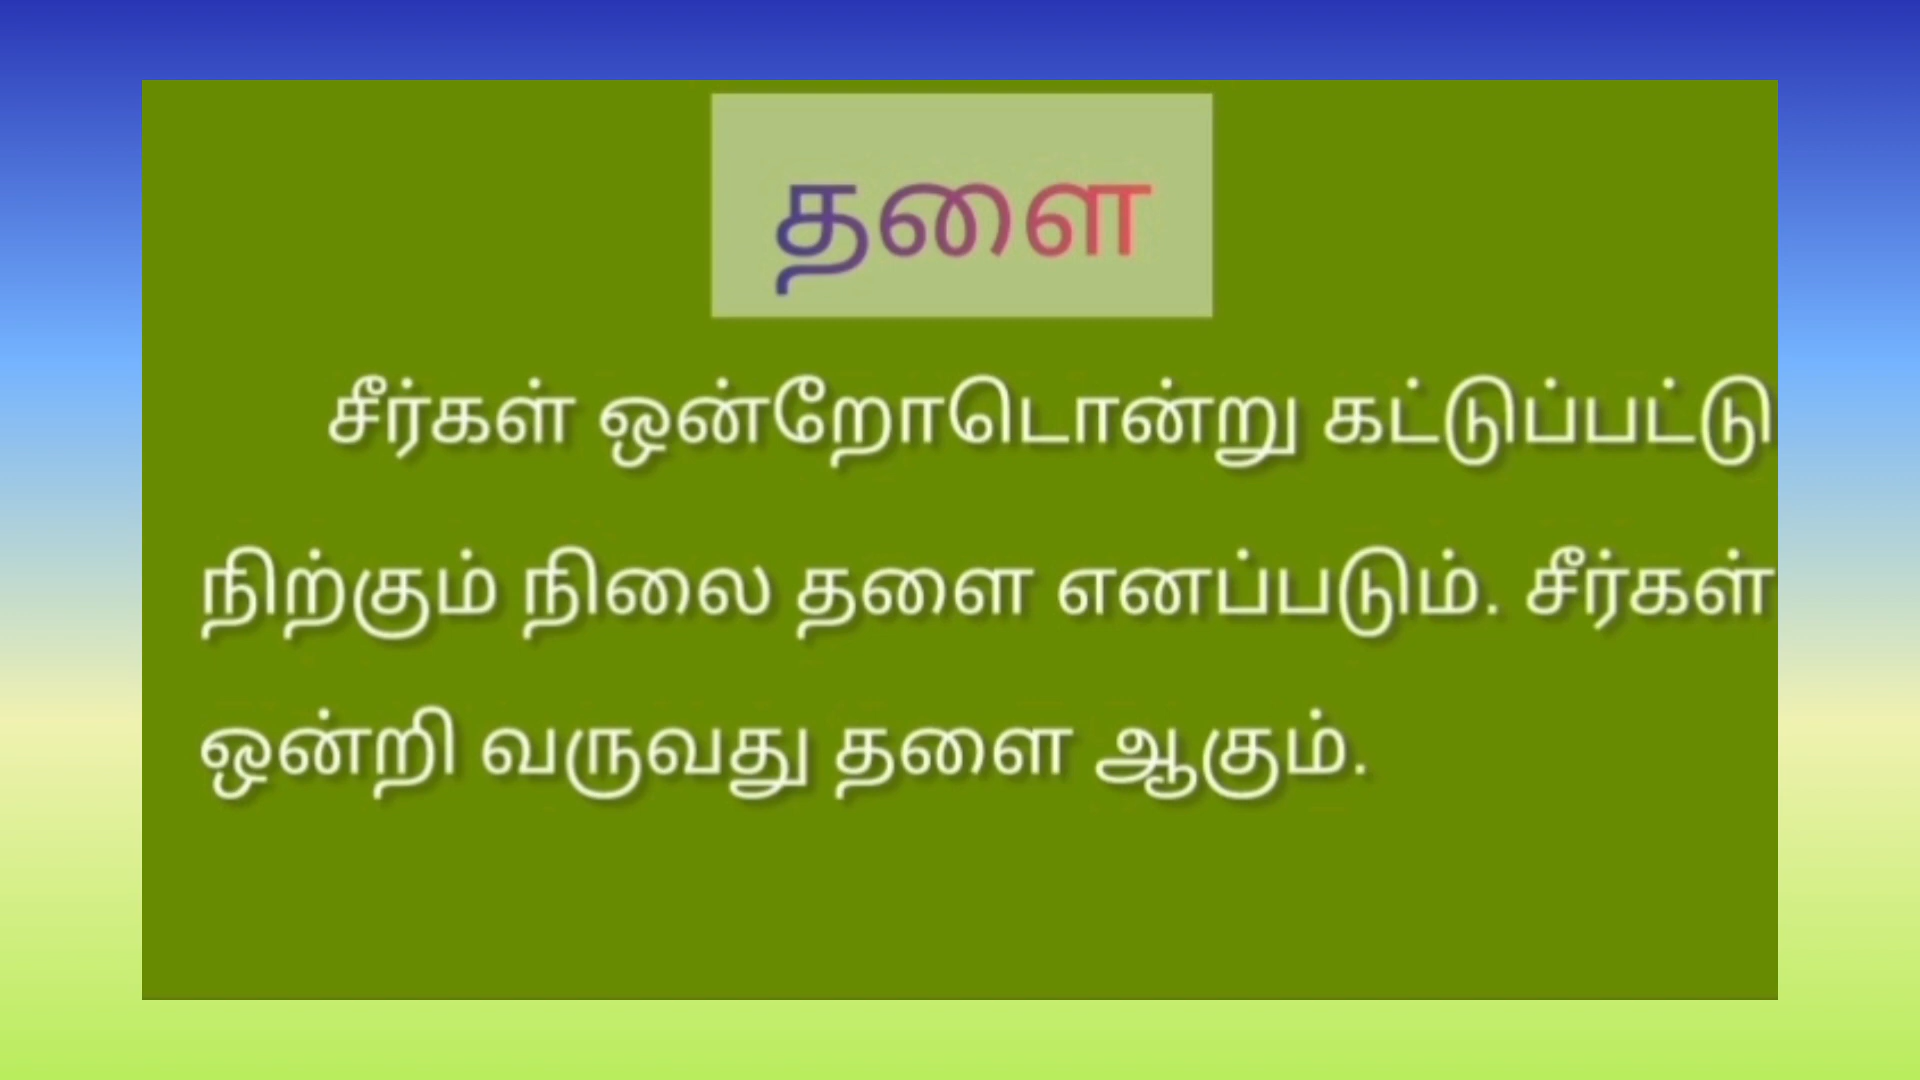 தளை
சீர்கள் ஒன்றோடொன்று கட்டுப்பட்டு
நிற்கும் நிலை தளை எனப்படும். சீர்கள்
ஒன்றி வருவது தளை ஆகும்.